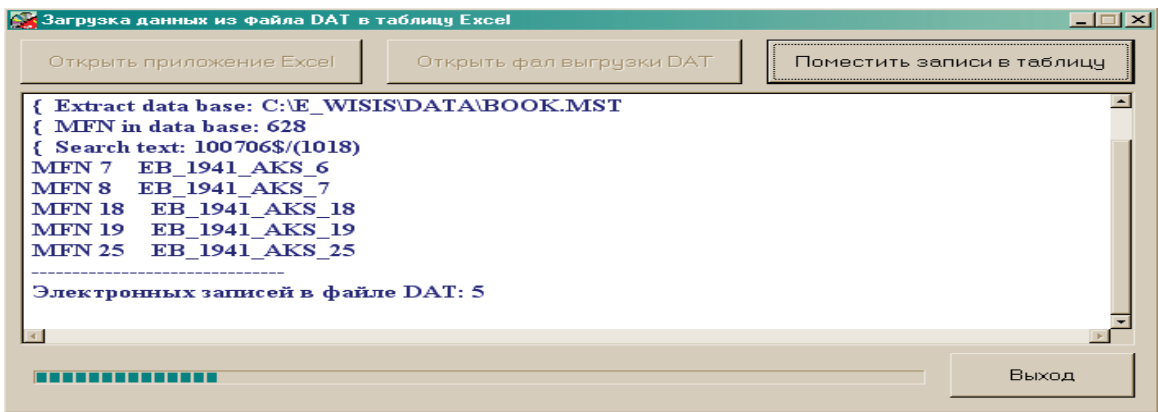 Загрузка данных из файла DAT в таблицу Excel
Открыть приложение Excel
Открыть фал выгрузки DAT
Поместить записи в таблицу
{ Extract data base: C:\E_WISIS\DATA\BOOK.MST
{ MFN in data base: 628
{ Search text: 100706$/(1018)
MFN 7 EB_1941_AKS_6
MFN 8 EB_1941_AKS_7
MFN 18 EB_1941_AKS_18
MFN 19 EB_1941_AKS_19
MFN 25 EB_1941_AKS_25
-------------------------------
Электронных записей в файле DAT: 5
Выход